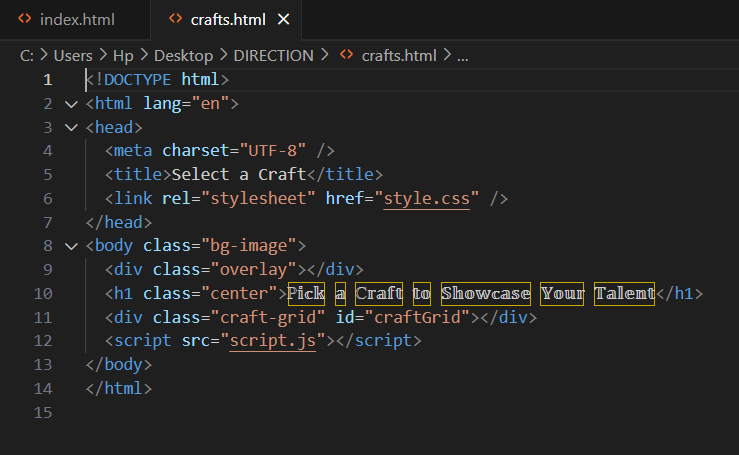 index.html crafts.html
C: > Users > Hp > Desktop > DIRECTION > crafts.html > ...
1 <!DOCTYPE html>
2 <html lang="en">
3 <head>
4 <meta charset="UTF-8" />
5 <title>Select a Craft</title>
6 <link rel="stylesheet" href="style.css" />
7 </head>
8 <body class="bg-image">
9 <div class="overlay"></div>
10 <h1 class="center">ℙ𝕚𝕔𝕜 𝕒 ℂ𝕣𝕒𝕗𝕥 𝕥𝕠 𝕊𝕙𝕠𝕨𝕔𝕒𝕤𝕖 𝕐𝕠𝕦𝕣 𝕋𝕒𝕝𝕖𝕟𝕥</h1>
11 <div class="craft-grid" id="craftGrid"></div>
12 <script src="script.js"></script>
13 </body>
14 </html>
15